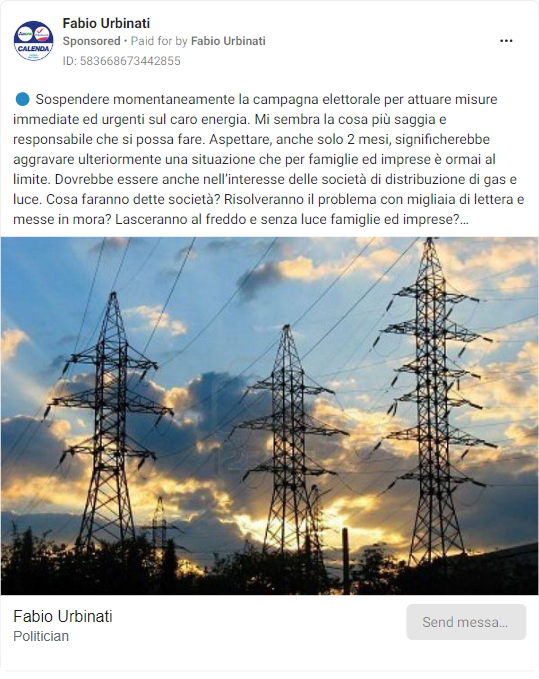 Fabio Urbinati
Sponsored • Paid for by Fabio Urbinati
ID: 583668673442855
CALENDA
🔵 Sospendere momentaneamente la campagna elettorale per attuare misure
immediate ed urgenti sul caro energia. Mi sembra la cosa più saggia e
responsabile che si possa fare. Aspettare, anche solo 2 mesi, significherebbe
aggravare ulteriormente una situazione che per famiglie ed imprese è ormai al
limite. Dovrebbe essere anche nell’interesse delle società di distribuzione di gas e
luce. Cosa faranno dette società? Risolveranno il problema con migliaia di lettera e
messe in mora? Lasceranno al freddo e senza luce famiglie ed imprese?...
Fabio Urbinati
Politician
Send messa...